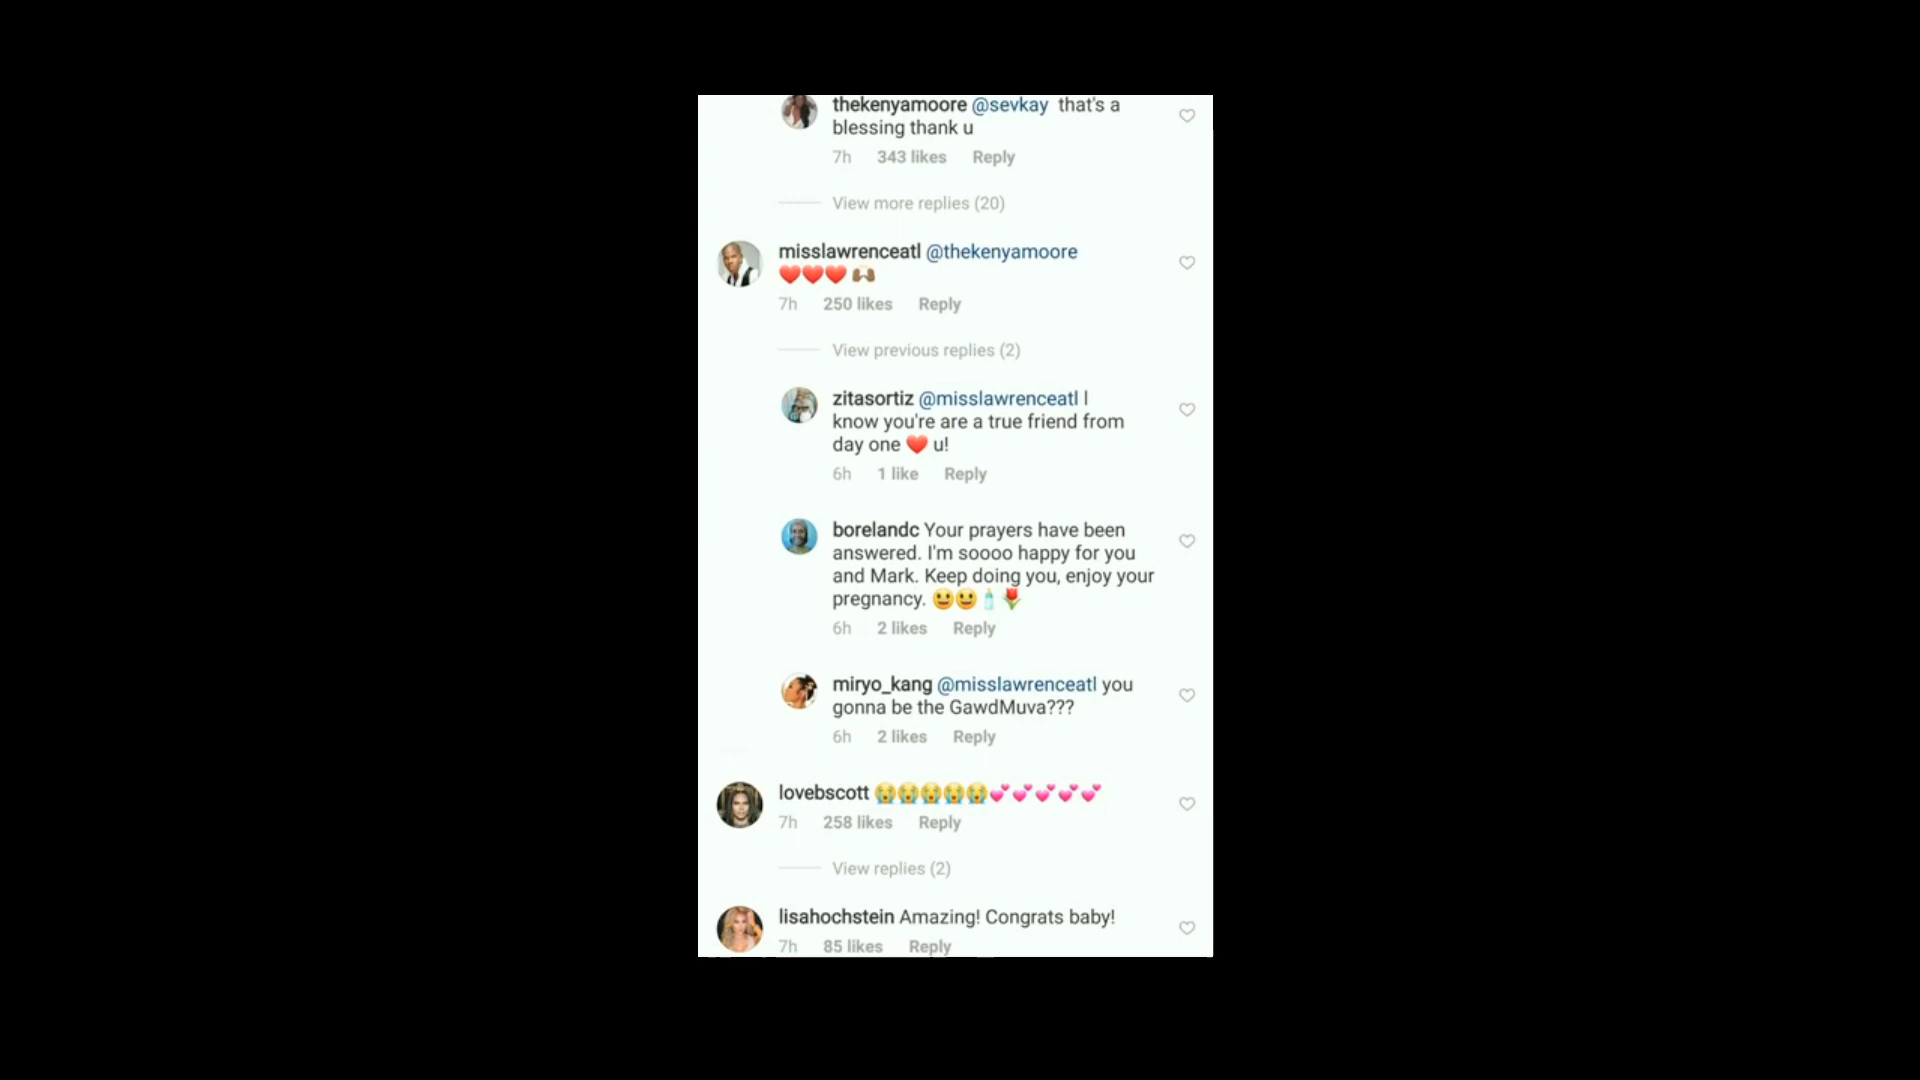 thekenyamoore @sevkay that's a
blessing thank u
7h 343 likes Reply
View more replies (20)
misslawrenceatl @thekenyamoore
❤️❤️❤️ 🙌🏾
7h 250 likes Reply
View previous replies (2)
zitasortiz @misslawrenceatl I
know you're are a true friend from
day one ❤️ u!
6h 1 like Reply
borelandc Your prayers have been
answered. I'm soooo happy for you
and Mark. Keep doing you, enjoy your
pregnancy. 😀😀🍼🌷
6h 2 likes Reply
miryo_kang @misslawrenceatl you
gonna be the GawdMuva???
6h 2 likes Reply
lovebscott 😭😭😭😭😭💕💕💕💕💕
7h 258 likes Reply
View replies (2)
lisahochstein Amazing! Congrats baby!
7h 85 likes Reply